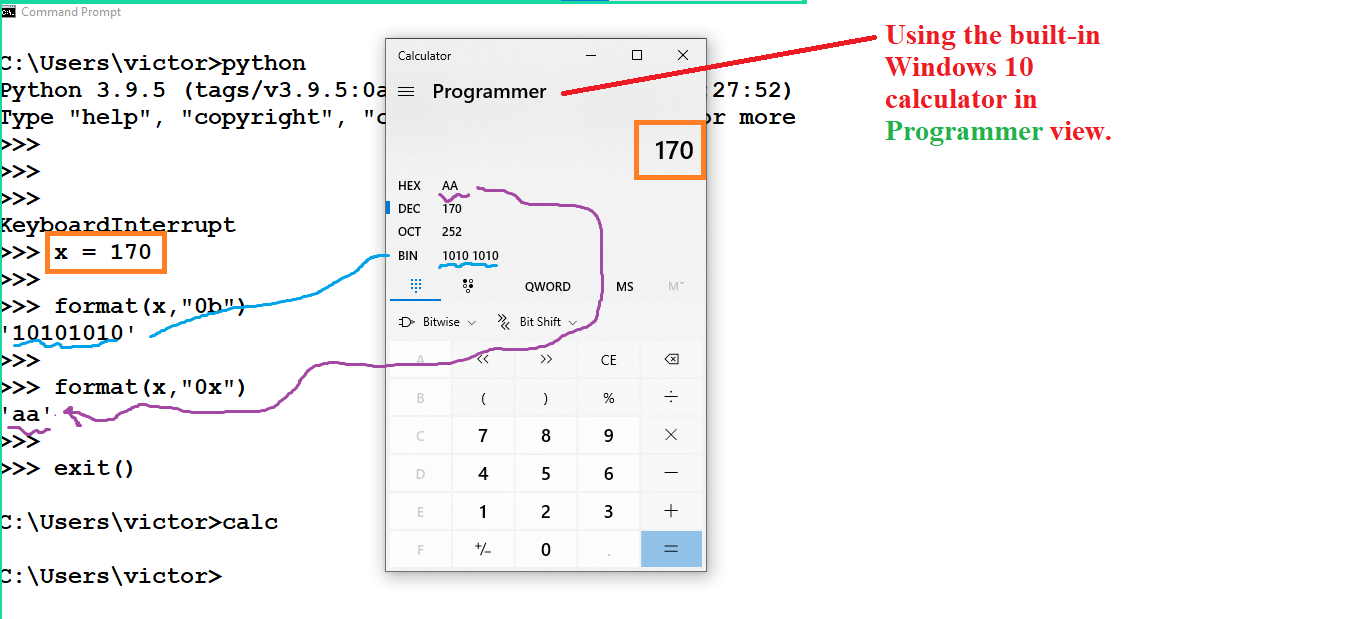 Command Prompt
C:\Users\victor>python
Python 3.9.5 (tags/v3.9.5:0a :27:52)
Type "help", "copyright", "c or more
>>>
>>>
>>>
KeyboardInterrupt
>>> x = 170
>>>
>>> format(x,"0b")
'10101010'
>>>
>>> format(x,"0x")
'aa'
>>>
>>> exit()
C:\Users\victor>calc
C:\Users\victor>
Calculator
Programmer
170
HEX AA
DEC 170
OCT 252
BIN 1010 1010
QWORD MS M˅
Bitwise Bit Shift
A << >> CE
B ( ) % ÷
C 7 8 9 ×
D 4 5 6 −
E 1 2 3 +
F +/− 0 . =
Using the built-in
Windows 10
calculator in
Programmer view.